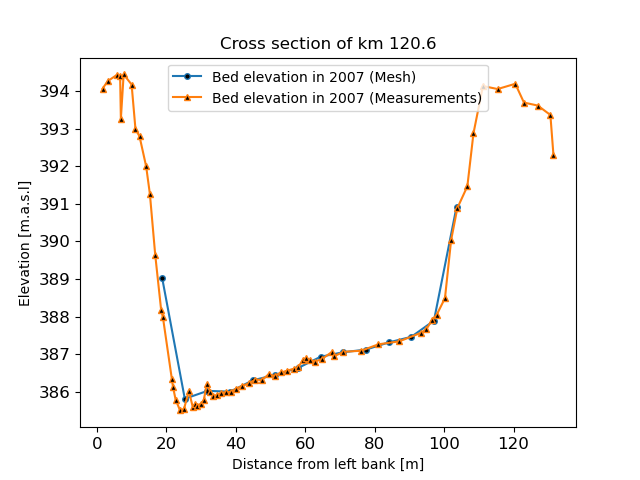 Cross section of km 120.6
Bed elevation in 2007 (Mesh)
Bed elevation in 2007 (Measurements)
Elevation [m.a.s.l]
394
393
392
391
390
389
388
387
386
0 20 40 60 80 100 120
Distance from left bank [m]